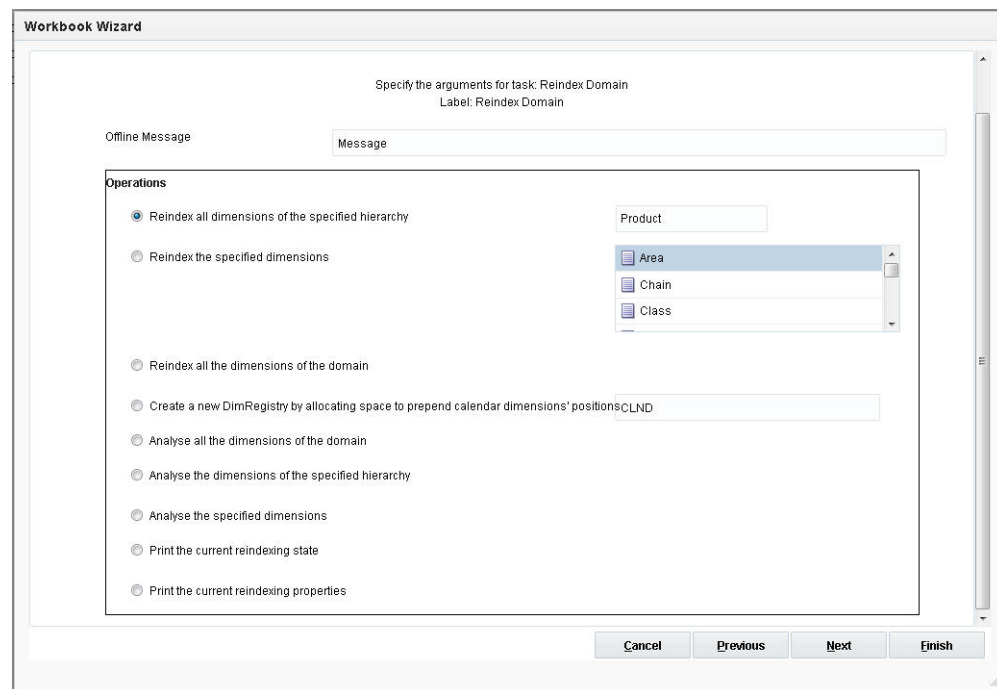 Workbook Wizard
Specify the arguments for task: Reindex Domain
Label: Reindex Domain
Offline Message
Message
Operations
Reindex all dimensions of the specified hierarchy
Product
Reindex the specified dimensions
Area
Chain
Class
Reindex all the dimensions of the domain
Create a new DimRegistry by allocating space to prepend calendar dimensions' positions
CLND
Analyse all the dimensions of the domain
Analyse the dimensions of the specified hierarchy
Analyse the specified dimensions
Print the current reindexing state
Print the current reindexing properties
Cancel Previous Next Finish